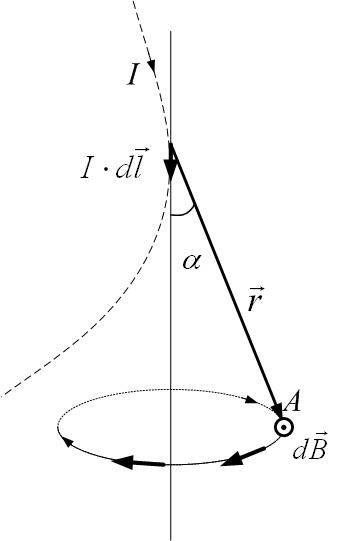 I
I · dl⃗
α
r⃗
A
dB⃗